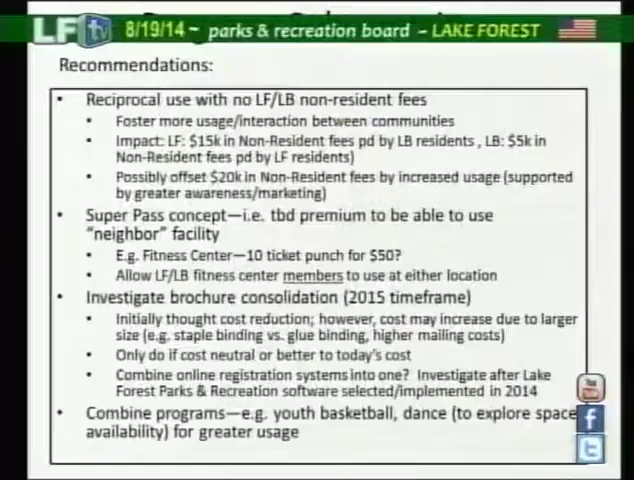 LF tv 8/19/14 – parks & recreation board – LAKE FOREST
Recommendations:
• Reciprocal use with no LF/LB non-resident fees
• Foster more usage/interaction between communities
• Impact: LF: $15k in Non-Resident fees pd by LB residents , LB: $5k in
Non-Resident fees pd by LF residents)
• Possibly offset $20k in Non-Resident fees by increased usage (supported
by greater awareness/marketing)
• Super Pass concept—i.e. tbd premium to be able to use
"neighbor" facility
• E.g. Fitness Center—10 ticket punch for $50?
• Allow LF/LB fitness center members to use at either location
• Investigate brochure consolidation (2015 timeframe)
• Initially thought cost reduction; however, cost may increase due to larger
size (e.g. staple binding vs. glue binding, higher mailing costs)
• Only do if cost neutral or better to today's cost
• Combine online registration systems into one? Investigate after Lake
Forest Parks & Recreation software selected/implemented in 2014
• Combine programs—e.g. youth basketball, dance (to explore space
availability) for greater usage
You
f
t